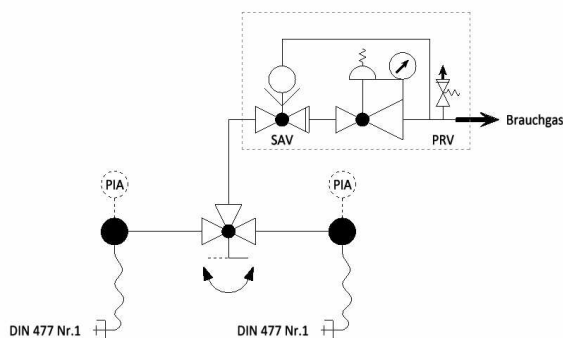 SAV
PRV
Brauchgas
PIA
PIA
DIN 477 Nr.1
DIN 477 Nr.1